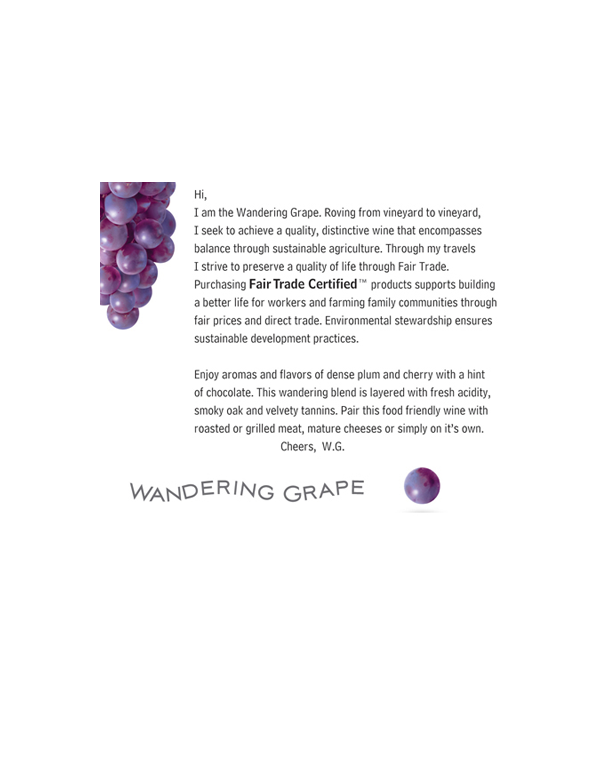 Hi,
I am the Wandering Grape. Roving from vineyard to vineyard,
I seek to achieve a quality, distinctive wine that encompasses
balance through sustainable agriculture. Through my travels
I strive to preserve a quality of life through Fair Trade.
Purchasing Fair Trade Certified™ products supports building
a better life for workers and farming family communities through
fair prices and direct trade. Environmental stewardship ensures
sustainable development practices.
Enjoy aromas and flavors of dense plum and cherry with a hint
of chocolate. This wandering blend is layered with fresh acidity,
smoky oak and velvety tannins. Pair this food friendly wine with
roasted or grilled meat, mature cheeses or simply on it's own.
Cheers, W.G.
WANDERING GRAPE